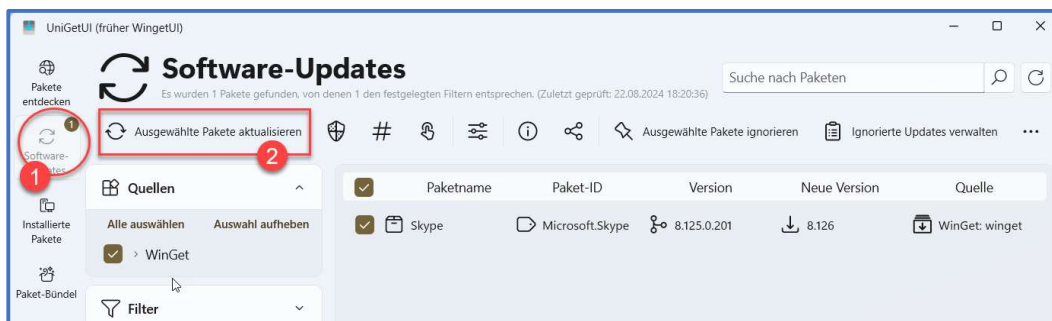 UniGetUI (früher WingetUI)
Pakete
entdecken
Software-Updates
Es wurden 1 Pakete gefunden, von denen 1 den festgelegten Filtern entsprechen. (Zuletzt geprüft: 22.08.2024 18:20:36)
Suche nach Paketen
1
Software-
ates
1
Ausgewählte Pakete aktualisieren
2
#
Ausgewählte Pakete ignorieren
Ignorierte Updates verwalten
...
Installierte
Pakete
Paket-Bündel
Quellen
Alle auswählen Auswahl aufheben
WinGet
Filter
Paketname Paket-ID Version Neue Version Quelle
Skype Microsoft.Skype 8.125.0.201 8.126 WinGet: winget